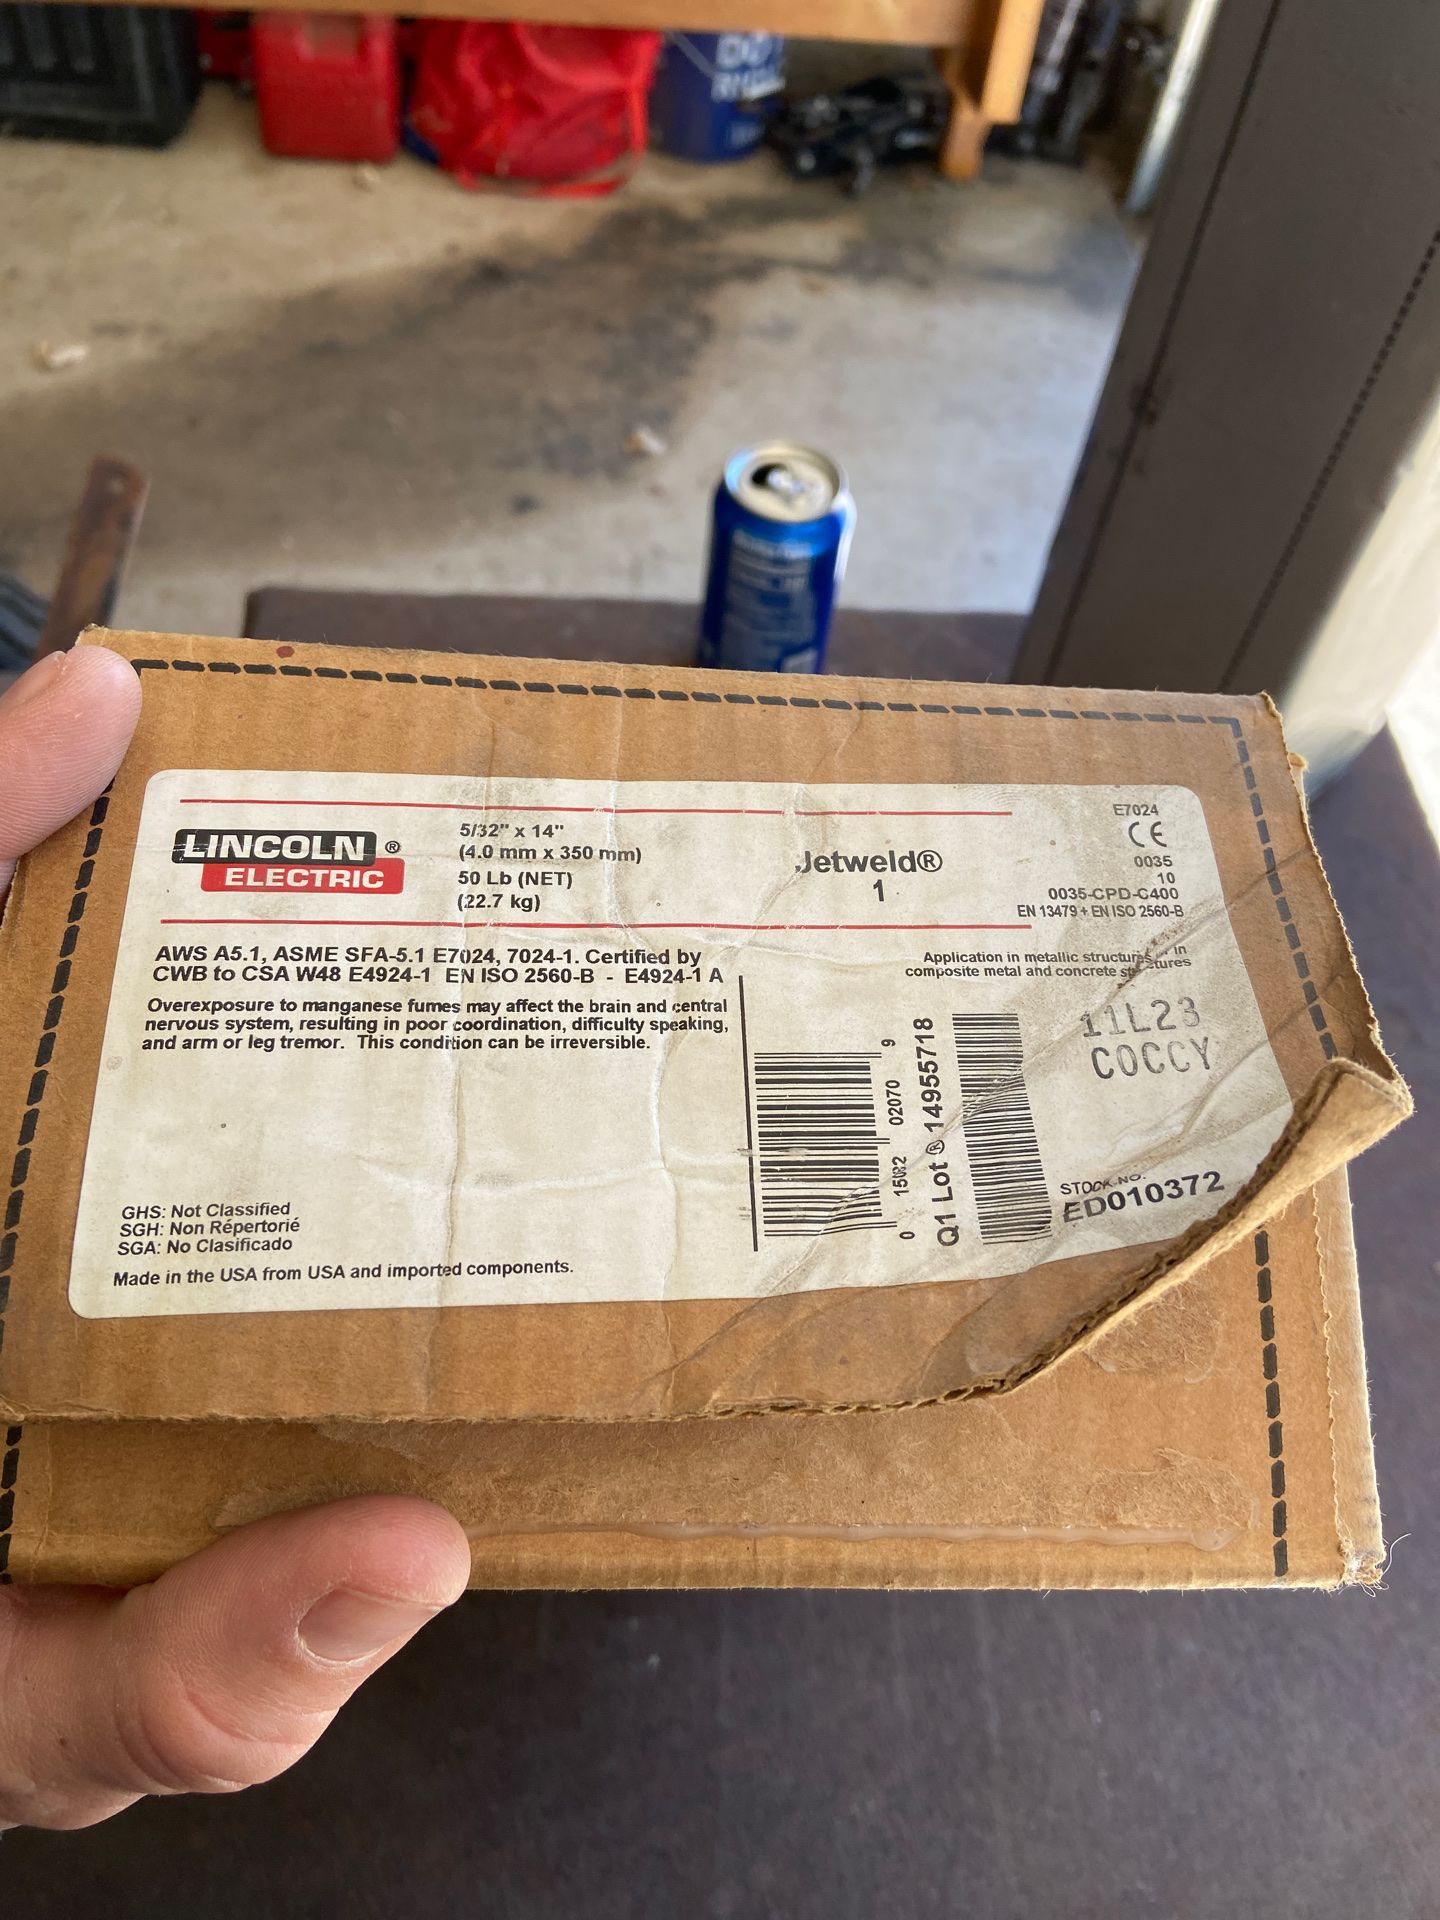 LINCOLN ®
ELECTRIC
5/32" x 14"
(4.0 mm x 350 mm)
50 Lb (NET)
(22.7 kg)
Jetweld®
1
E7024
CE
0035
10
0035-CPD-C400
EN 13479 + EN ISO 2560-B
AWS A5.1, ASME SFA-5.1 E7024, 7024-1. Certified by
CWB to CSA W48 E4924-1 EN ISO 2560-B - E4924-1 A
Overexposure to manganese fumes may affect the brain and central
nervous system, resulting in poor coordination, difficulty speaking,
and arm or leg tremor. This condition can be irreversible.
Application in metallic structures or in
composite metal and concrete structures
0 15082 02070 9
Q1 Lot ® 14955718
11L23
COCCY
STOCK NO.
ED010372
GHS: Not Classified
SGH: Non Répertorié
SGA: No Clasificado
Made in the USA from USA and imported components.